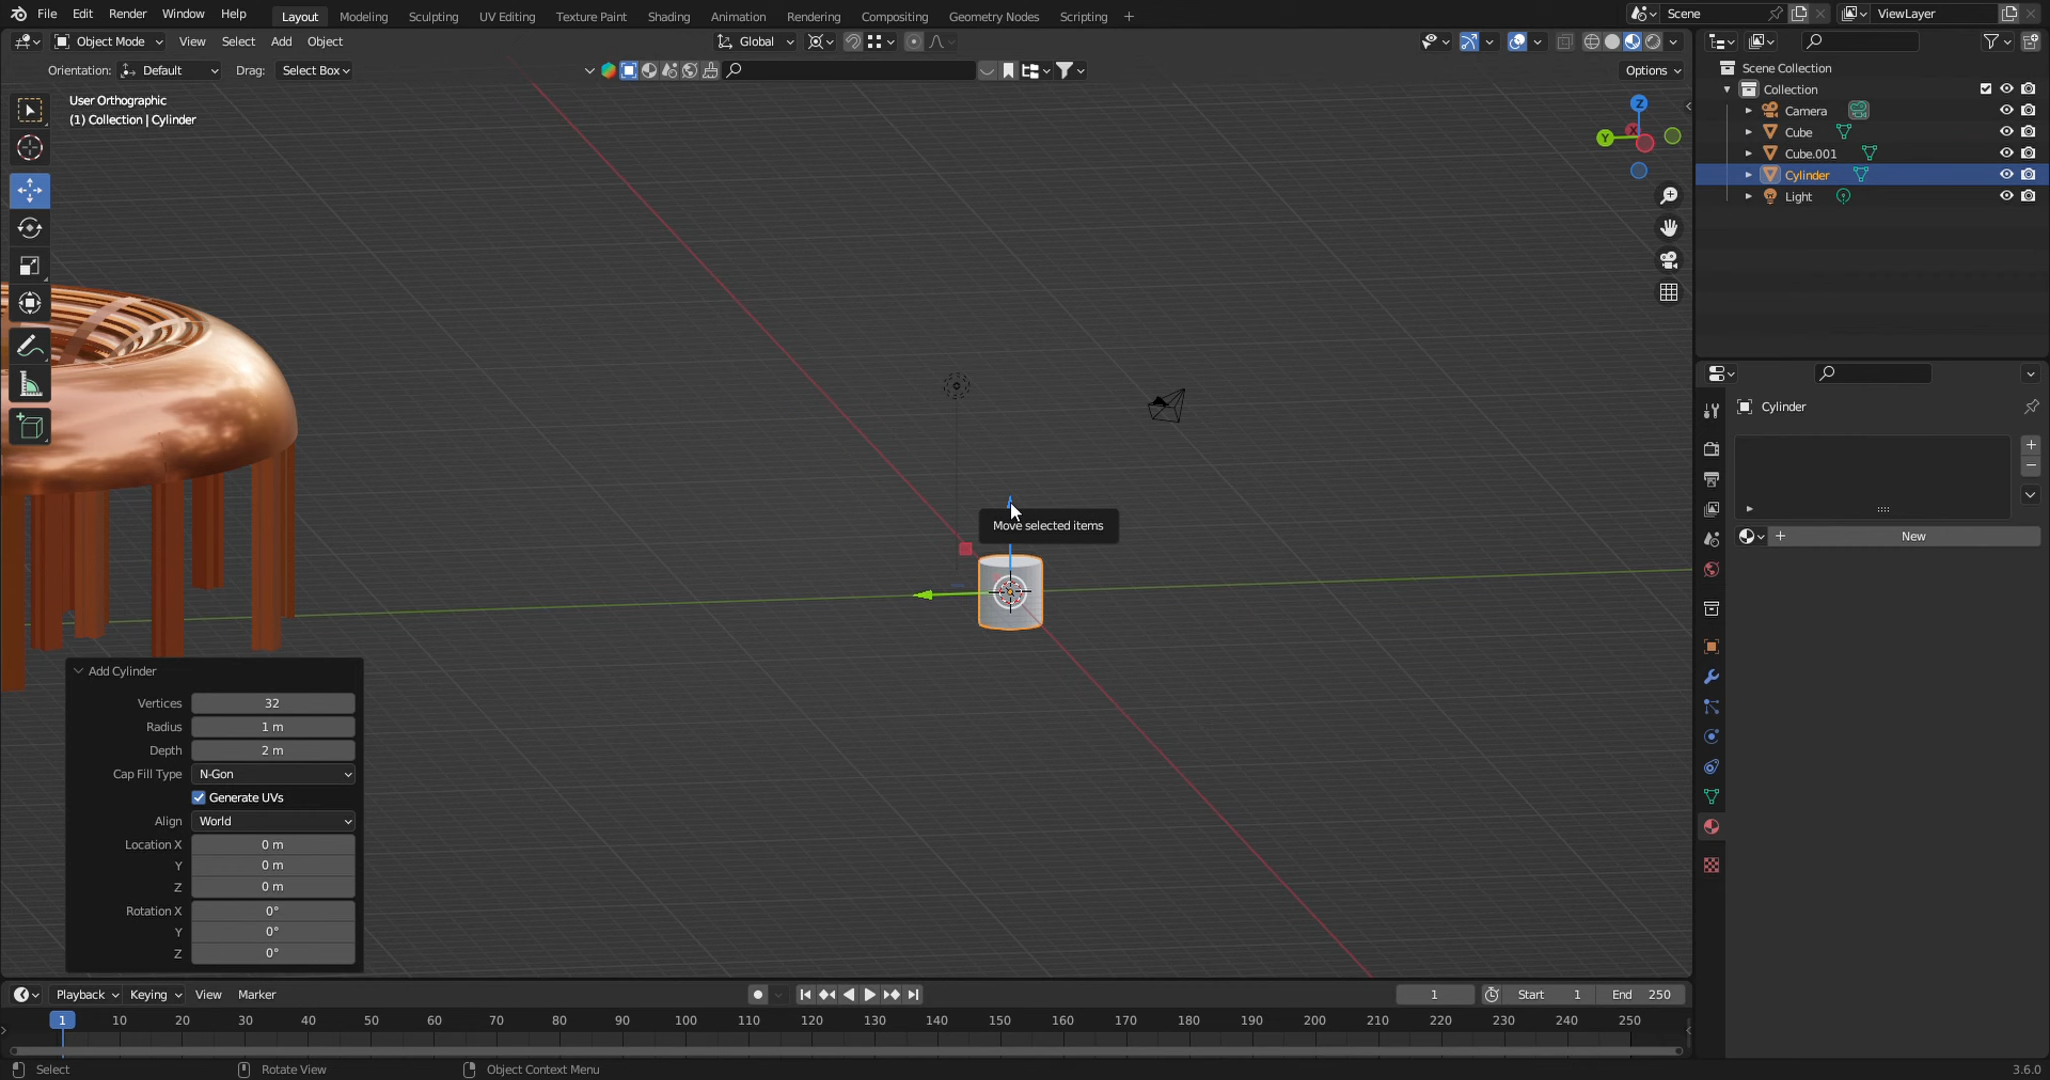 File Edit Render Window Help Layout Modeling Sculpting UV Editing Texture Paint Shading Animation Rendering Compositing Geometry Nodes Scripting + Scene ViewLayer
Object Mode View Select Add Object Global
Orientation: Default Drag: Select Box Options
User Orthographic
(1) Collection | Cylinder
Z
Y
X
Scene Collection
Collection
Camera
Cube
Cube.001
Cylinder
Light
Cylinder
New
Move selected items
Add Cylinder
Vertices 32
Radius 1 m
Depth 2 m
Cap Fill Type N-Gon
Generate UVs
Align World
Location X 0 m
Y 0 m
Z 0 m
Rotation X 0°
Y 0°
Z 0°
Playback Keying View Marker 1 Start 1 End 250
1 10 20 30 40 50 60 70 80 90 100 110 120 130 140 150 160 170 180 190 200 210 220 230 240 250
Select Rotate View Object Context Menu 3.6.0